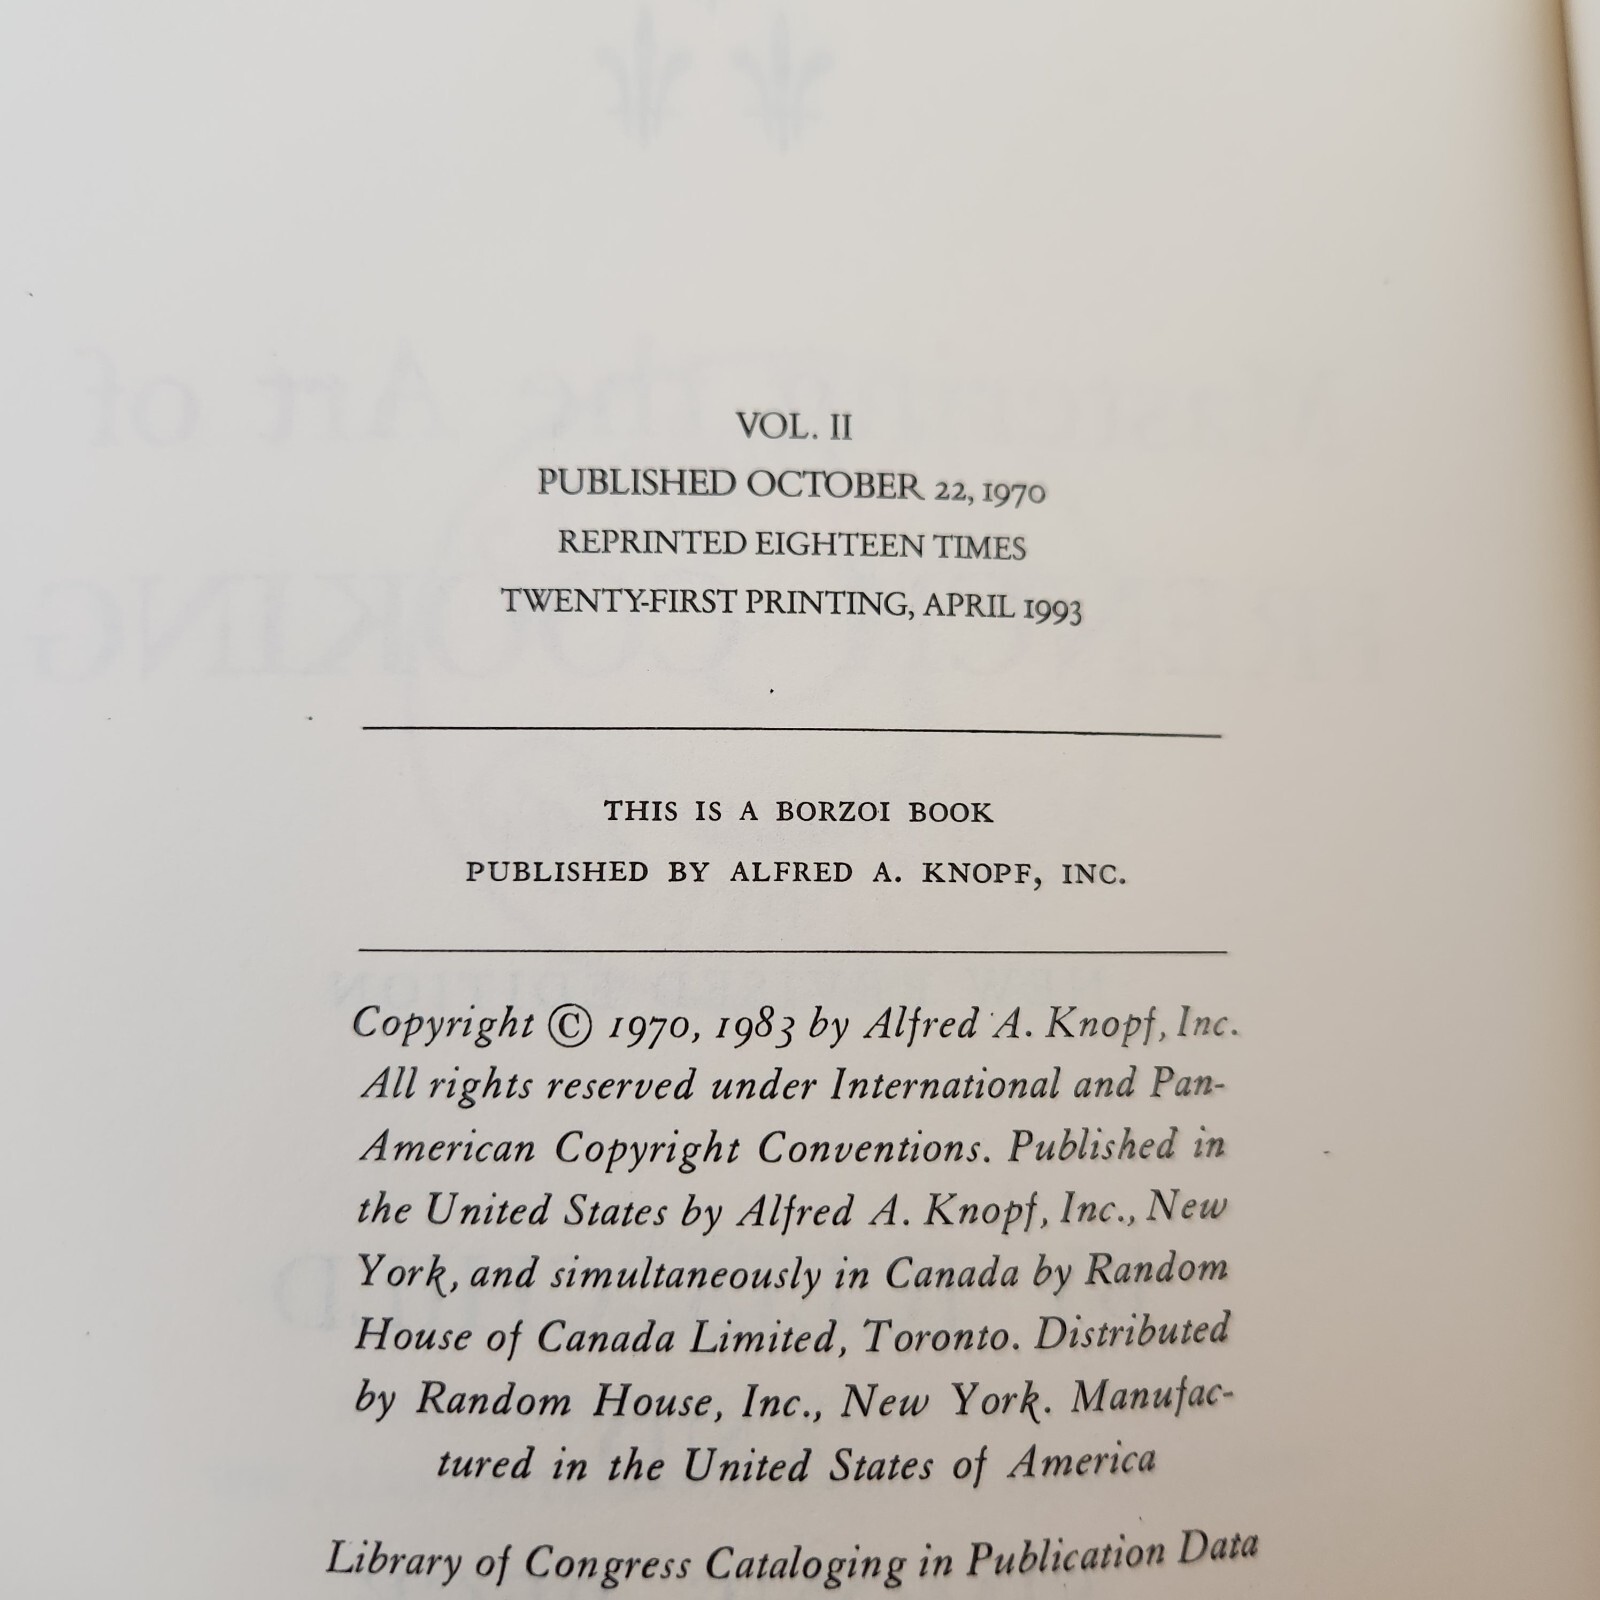 VOL. II
PUBLISHED OCTOBER 22, 1970
REPRINTED EIGHTEEN TIMES
TWENTY-FIRST PRINTING, APRIL 1993
THIS IS A BORZOI BOOK
PUBLISHED BY ALFRED A. KNOPF, INC.
Copyright © 1970, 1983 by Alfred A. Knopf, Inc.
All rights reserved under International and Pan-
American Copyright Conventions. Published in
the United States by Alfred A. Knopf, Inc., New
York, and simultaneously in Canada by Random
House of Canada Limited, Toronto. Distributed
by Random House, Inc., New York. Manufac-
tured in the United States of America
Library of Congress Cataloging in Publication Data